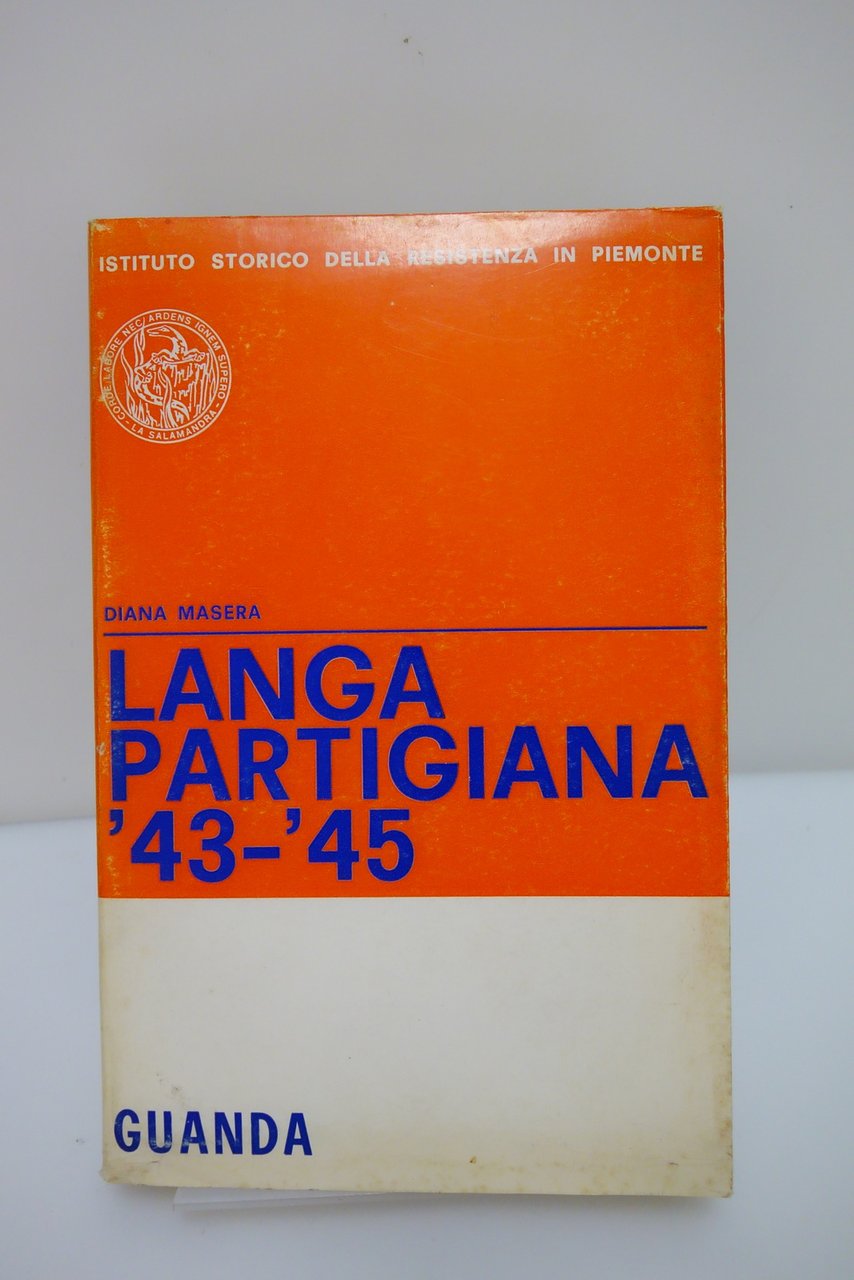 ISTITUTO STORICO DELLA RESISTENZA IN PIEMONTE
CORDE LABORE NEC/ARDENS IGNEM SUPERO
- LA SALAMANDRA -
DIANA MASERA
LANGA
PARTIGIANA
'43-'45
GUANDA